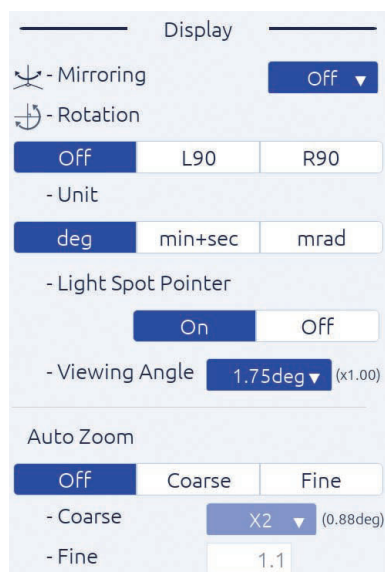 Display
- Mirroring Off ▼
- Rotation
Off L90 R90
- Unit
deg min+sec mrad
- Light Spot Pointer
On Off
- Viewing Angle 1.75deg▼ (x1.00)
Auto Zoom
Off Coarse Fine
- Coarse X2 ▼ (0.88deg)
- Fine 1.1